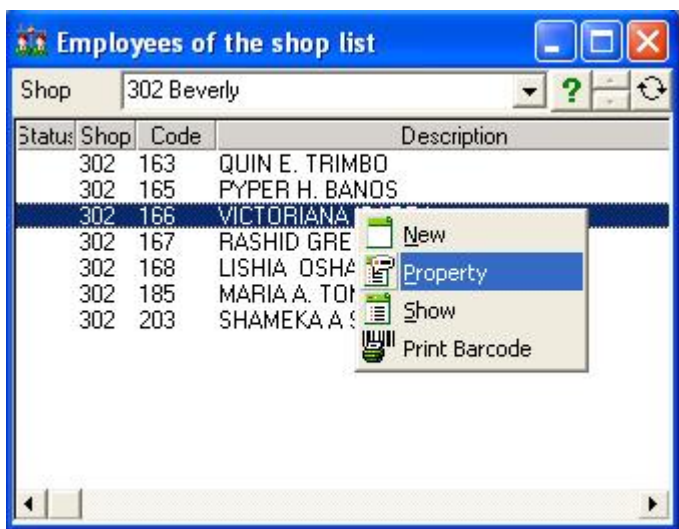 Employees of the shop list
Shop 302 Beverly ?
Status Shop Code Description
302 163 QUIN E. TRIMBO
302 165 PYPER H. BANOS
302 166 VICTORIANA
302 167 RASHID GRE
302 168 LISHIA OSHA
302 185 MARIA A. TO
302 203 SHAMEKA A
New
Property
Show
Print Barcode